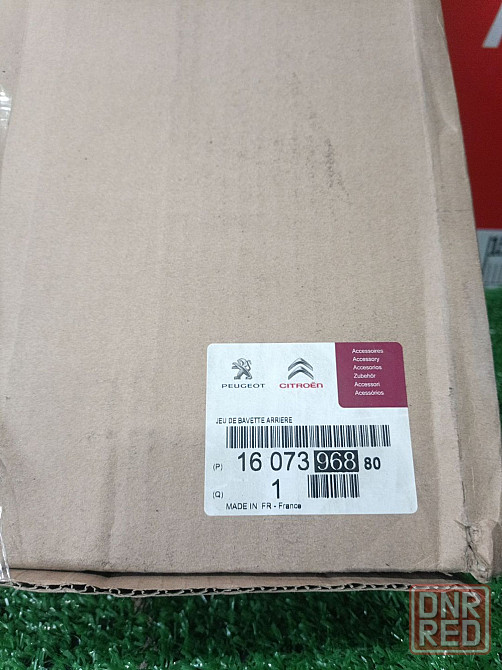 PEUGEOT
CITROËN
Accessoires
Accessory
Accesorios
Zubehör
Accessori
Acessórios
JEU DE BAVETTE ARRIERE
(P) 16 073 968 80
(Q) 1
MADE IN FR - France
DNR
RED